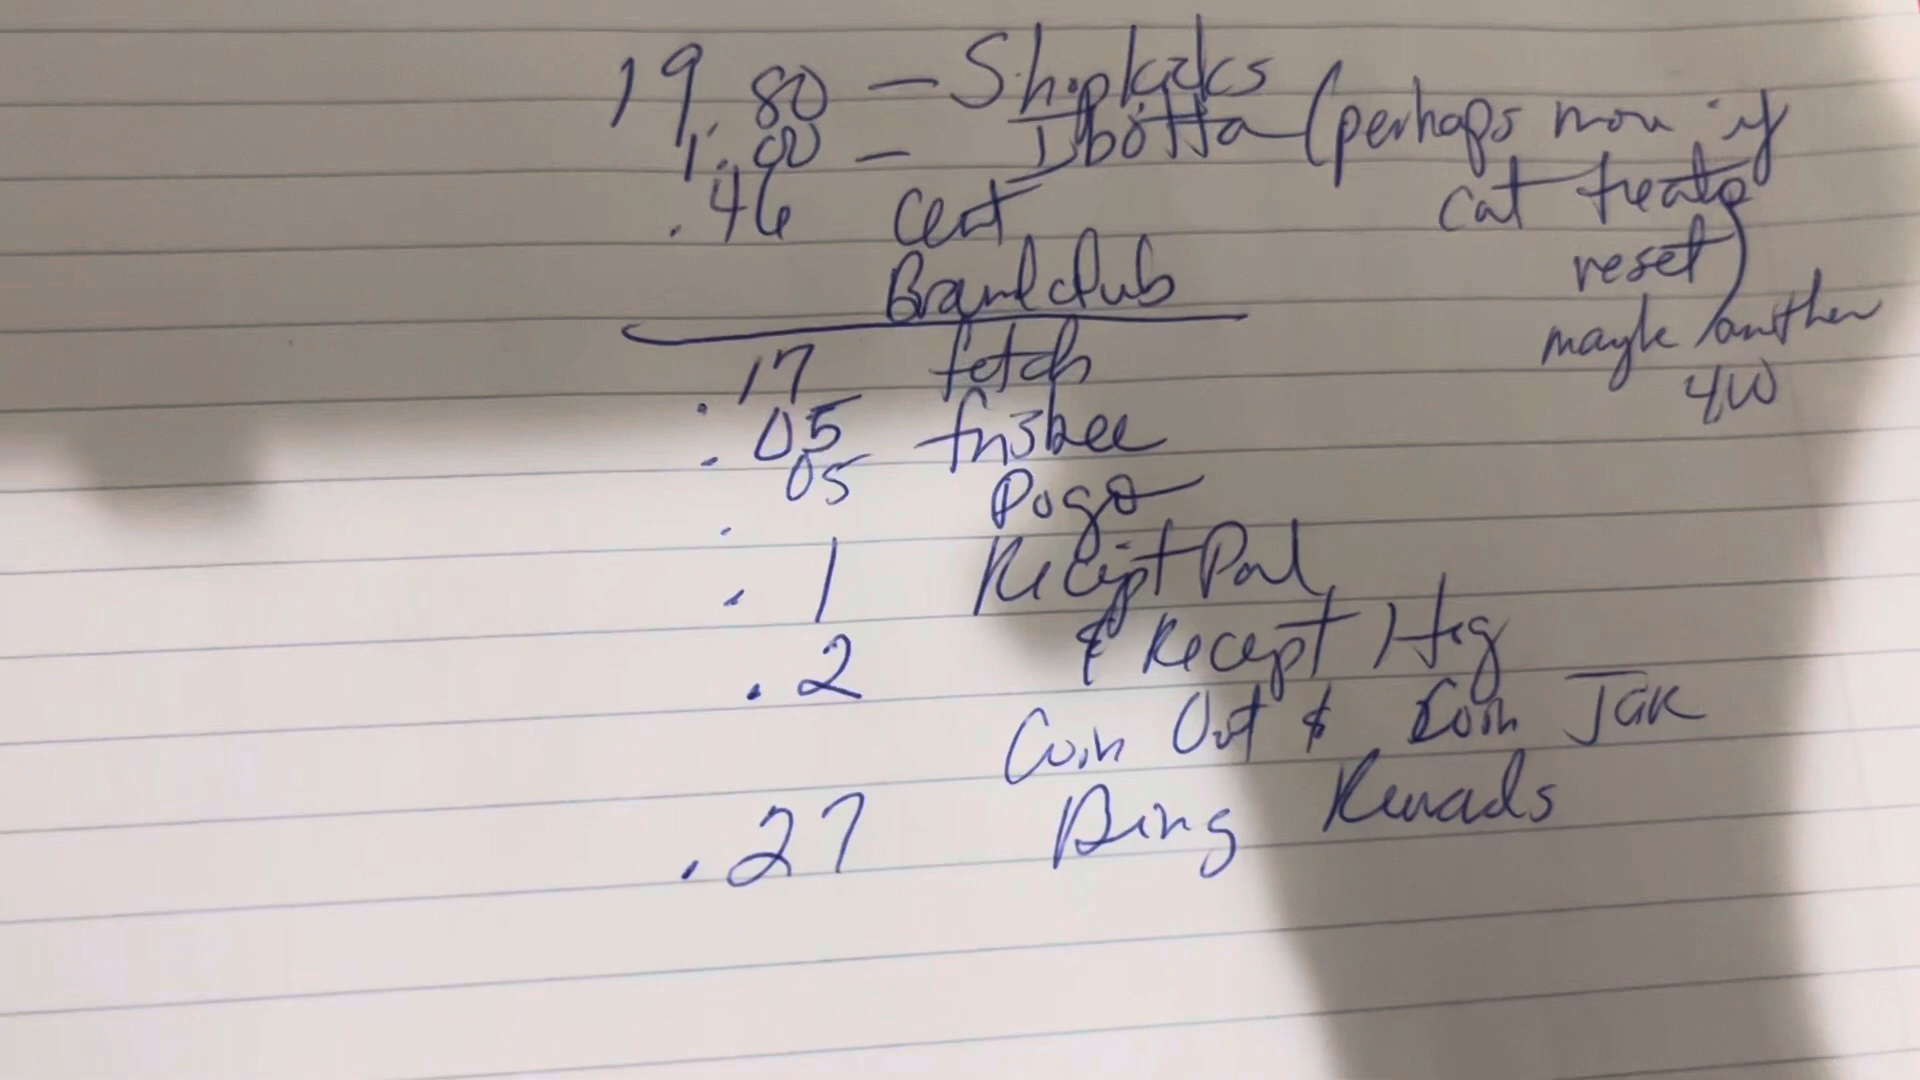 19.80 — Shopkicks
1.00 — Ibotta (perhaps more if
cat treats
reset)
maybe another
.46 cent
Brandclub
.17 fetch
.05 frisbee
.05 Pogo
.1 Receipt Pal
& Receipt Hog
.2 Coin Out & Coin Jar
.27 Bing Rewards